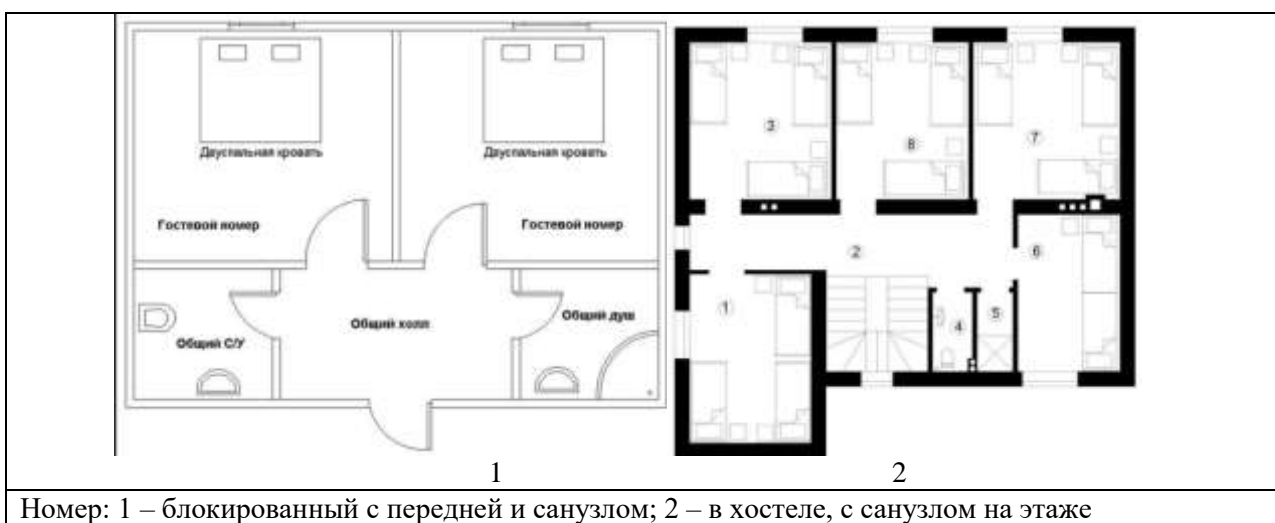 Двуспальная кровать
Двуспальная кровать
Гостевой номер
Гостевой номер
Общий холл
Общий душ
Общий С/У
3
8
7
2
6
1
4
5
1
2
Номер: 1 – блокированный с передней и санузлом; 2 – в хостеле, с санузлом на этаже